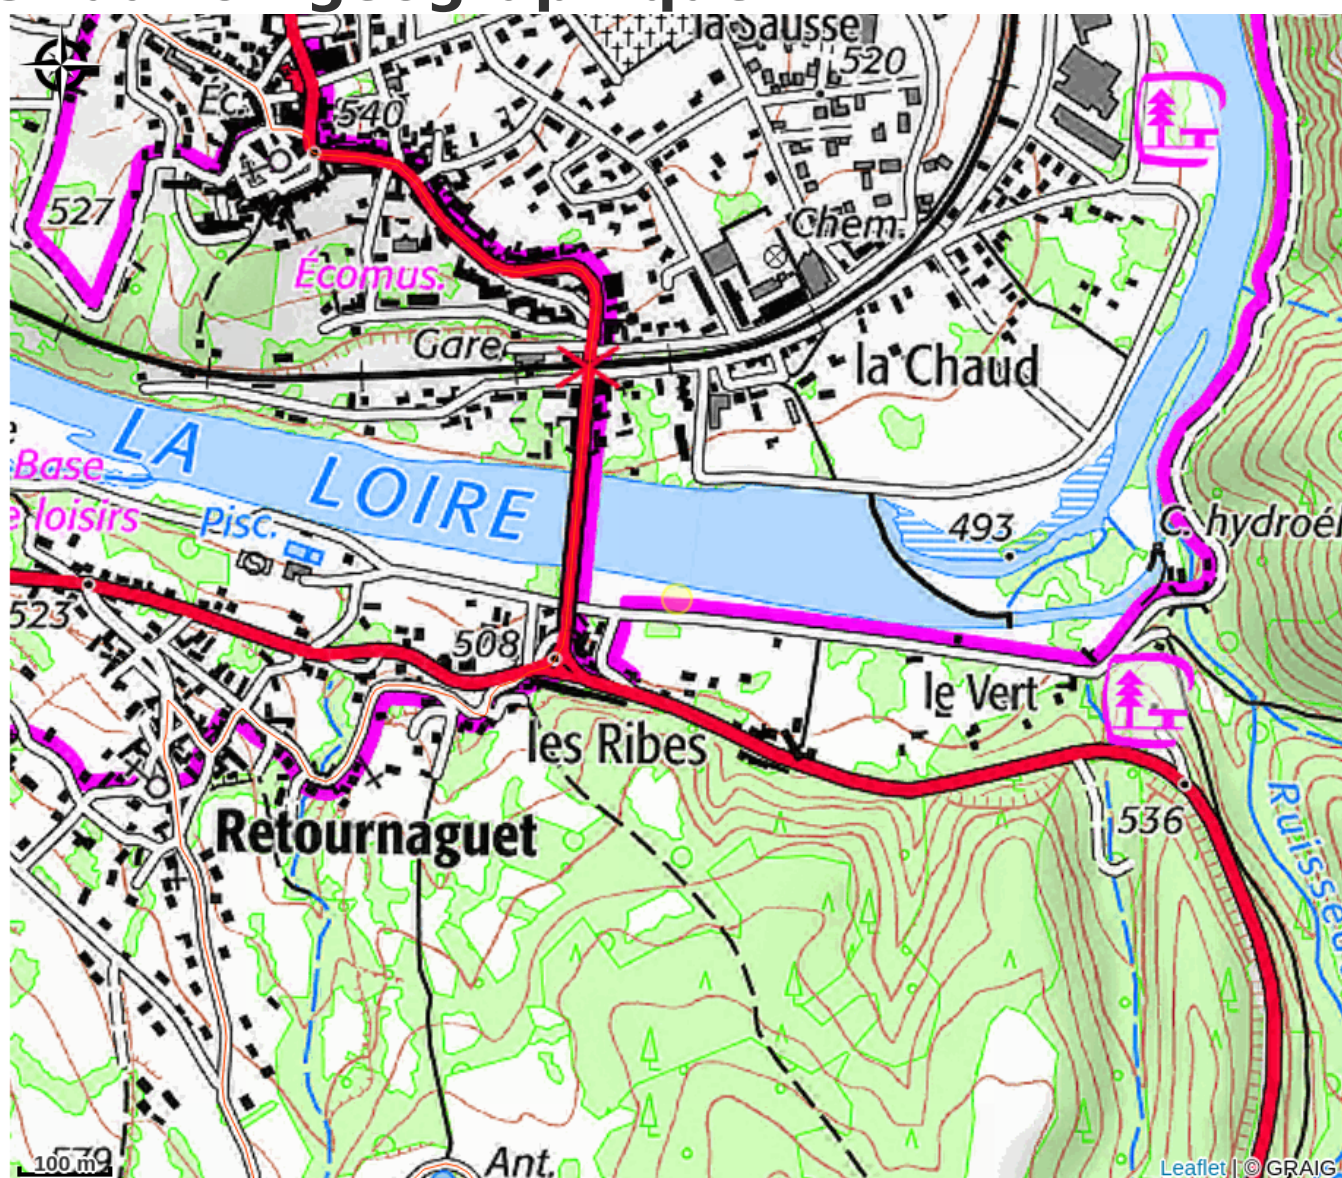 la Sausse
520
Éc.
540
527
Chem.
Écomus.
Gare
la Chaud
LA LOIRE
Base
e loisirs
Pisc.
493
C. hydroél
523
508
le Vert
les Ribes
536
Retournaguet
Ruisseau
Ant.
100 m
Leaflet | © GRAIG